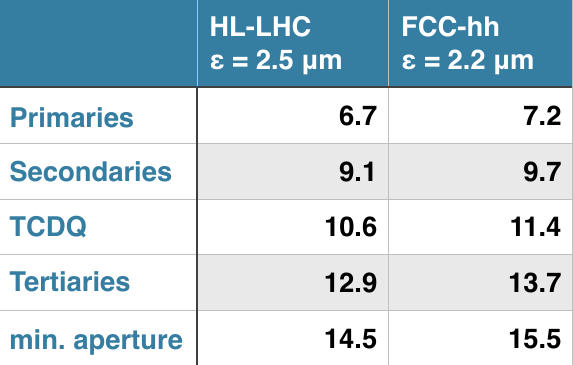 HL-LHC FCC-hh
ε = 2.5 μm ε = 2.2 μm
Primaries 6.7 7.2
Secondaries 9.1 9.7
TCDQ 10.6 11.4
Tertiaries 12.9 13.7
min. aperture 14.5 15.5